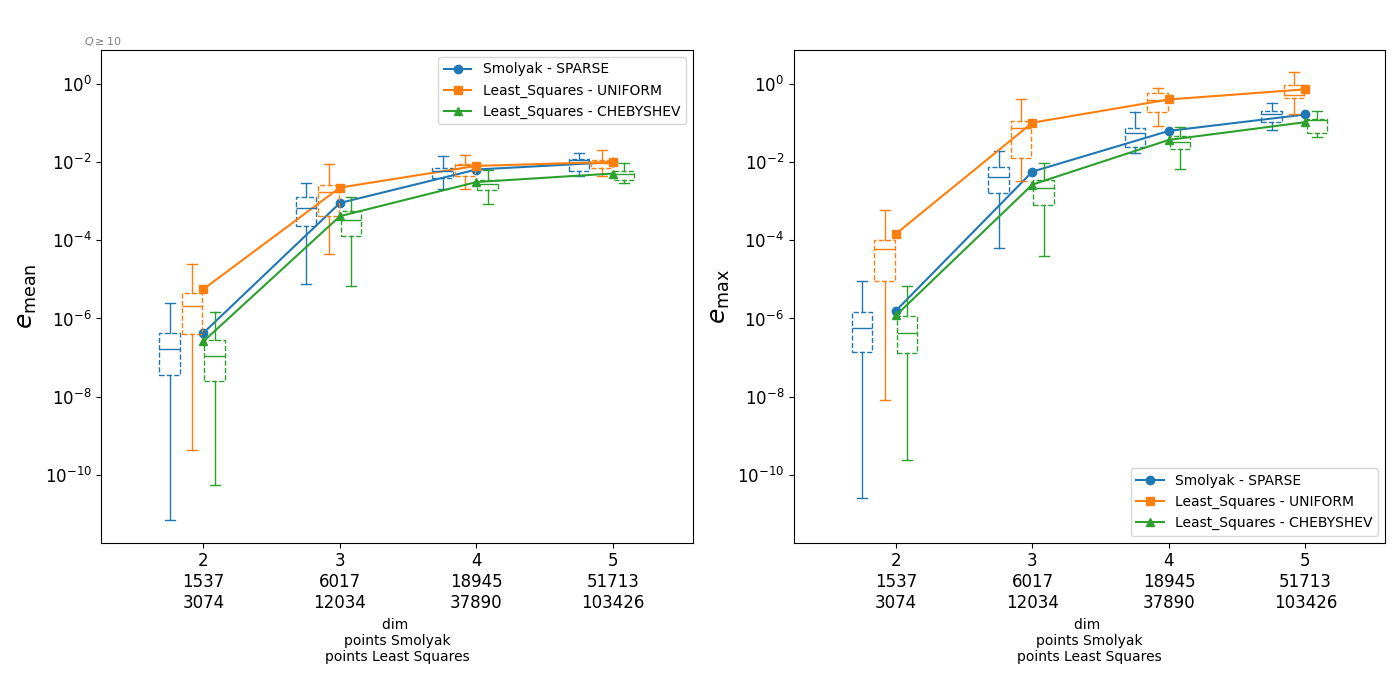 Q ≥ 10
10^0
10^−2
10^−4
10^−6
10^−8
10^−10
e_mean
Smolyak - SPARSE
Least_Squares - UNIFORM
Least_Squares - CHEBYSHEV
2 3 4 5
1537 6017 18945 51713
3074 12034 37890 103426
dim
points Smolyak
points Least Squares
10^0
10^−2
10^−4
10^−6
10^−8
10^−10
e_max
Smolyak - SPARSE
Least_Squares - UNIFORM
Least_Squares - CHEBYSHEV
2 3 4 5
1537 6017 18945 51713
3074 12034 37890 103426
dim
points Smolyak
points Least Squares